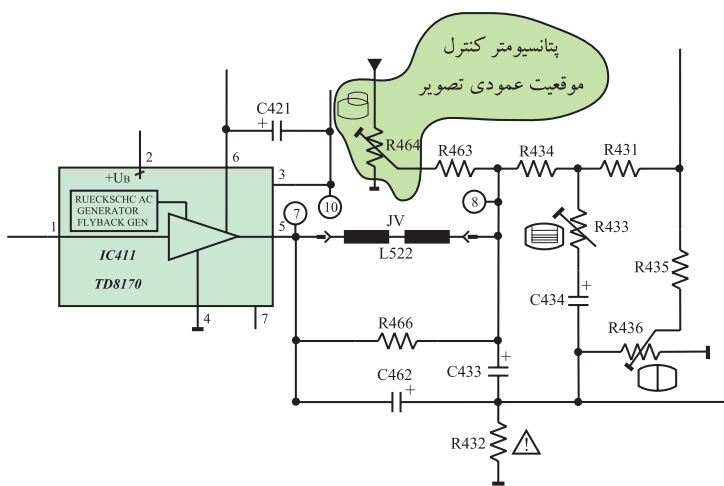 پتانسیومتر کنترل
موقعیت عمودی تصویر
C421
+
R464
R463
R434
R431
2
6
+UB
3
RUECKSCHC AC
GENERATOR
FLYBACK GEN
7
10
8
JV
1
5
IC411
L522
R433
TD8170
R435
4
7
C434
+
R466
R436
C433
+
C462
+
R432
!